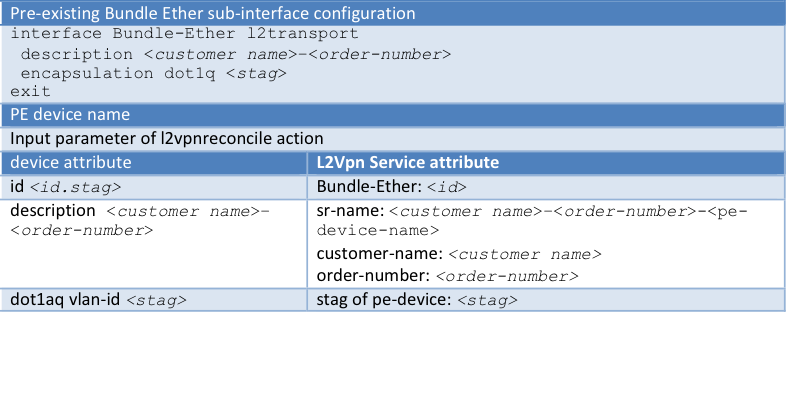 Pre-existing Bundle Ether sub-interface configuration
interface Bundle-Ether l2transport
description <customer name>–<order-number>
encapsulation dot1q <stag>
exit
PE device name
Input parameter of l2vpnreconcile action
device attribute
L2Vpn Service attribute
id <id.stag>
Bundle-Ether: <id>
description <customer name>–
<order-number>
sr-name: <customer name>–<order-number>-<pe-
device-name>
customer-name: <customer name>
order-number: <order-number>
dot1aq vlan-id <stag>
stag of pe-device: <stag>